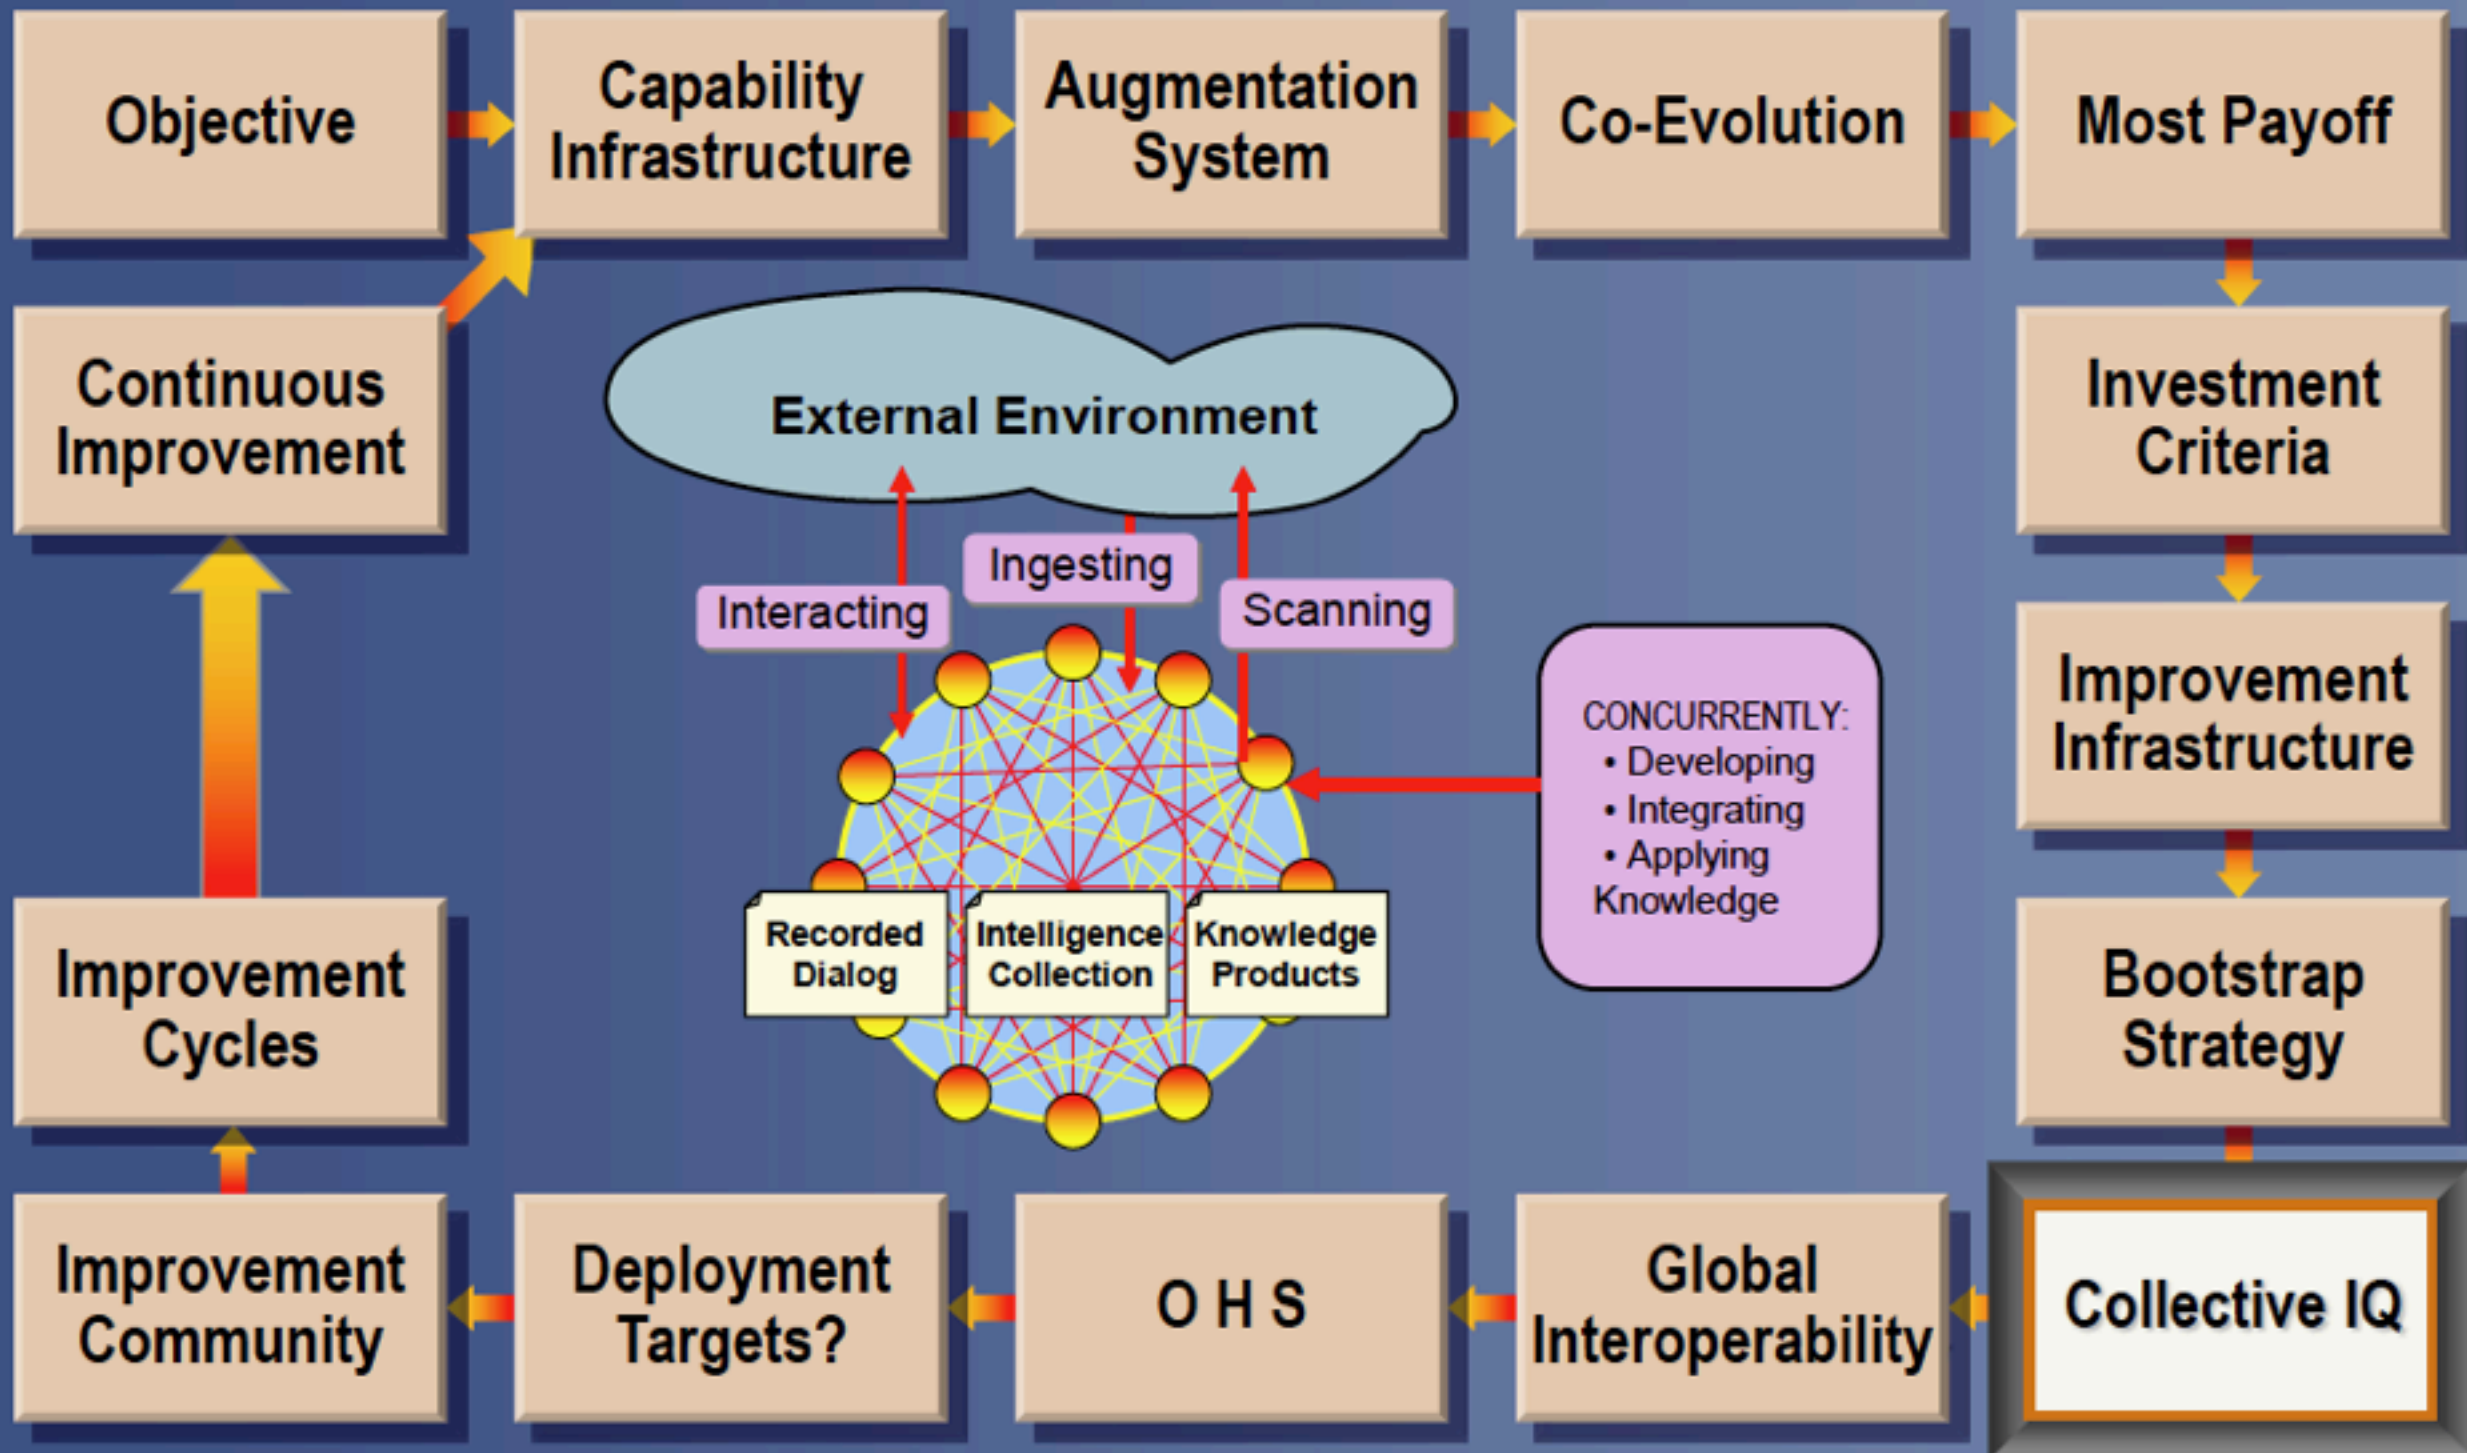 Objective
Capability
Infrastructure
Augmentation
System
Co-Evolution
Most Payoff
Continuous
Improvement
External Environment
Investment
Criteria
Interacting
Ingesting
Scanning
CONCURRENTLY:
• Developing
• Integrating
• Applying
Knowledge
Improvement
Infrastructure
Recorded
Dialog
Intelligence
Collection
Knowledge
Products
Improvement
Cycles
Bootstrap
Strategy
Improvement
Community
Deployment
Targets?
O H S
Global
Interoperability
Collective IQ